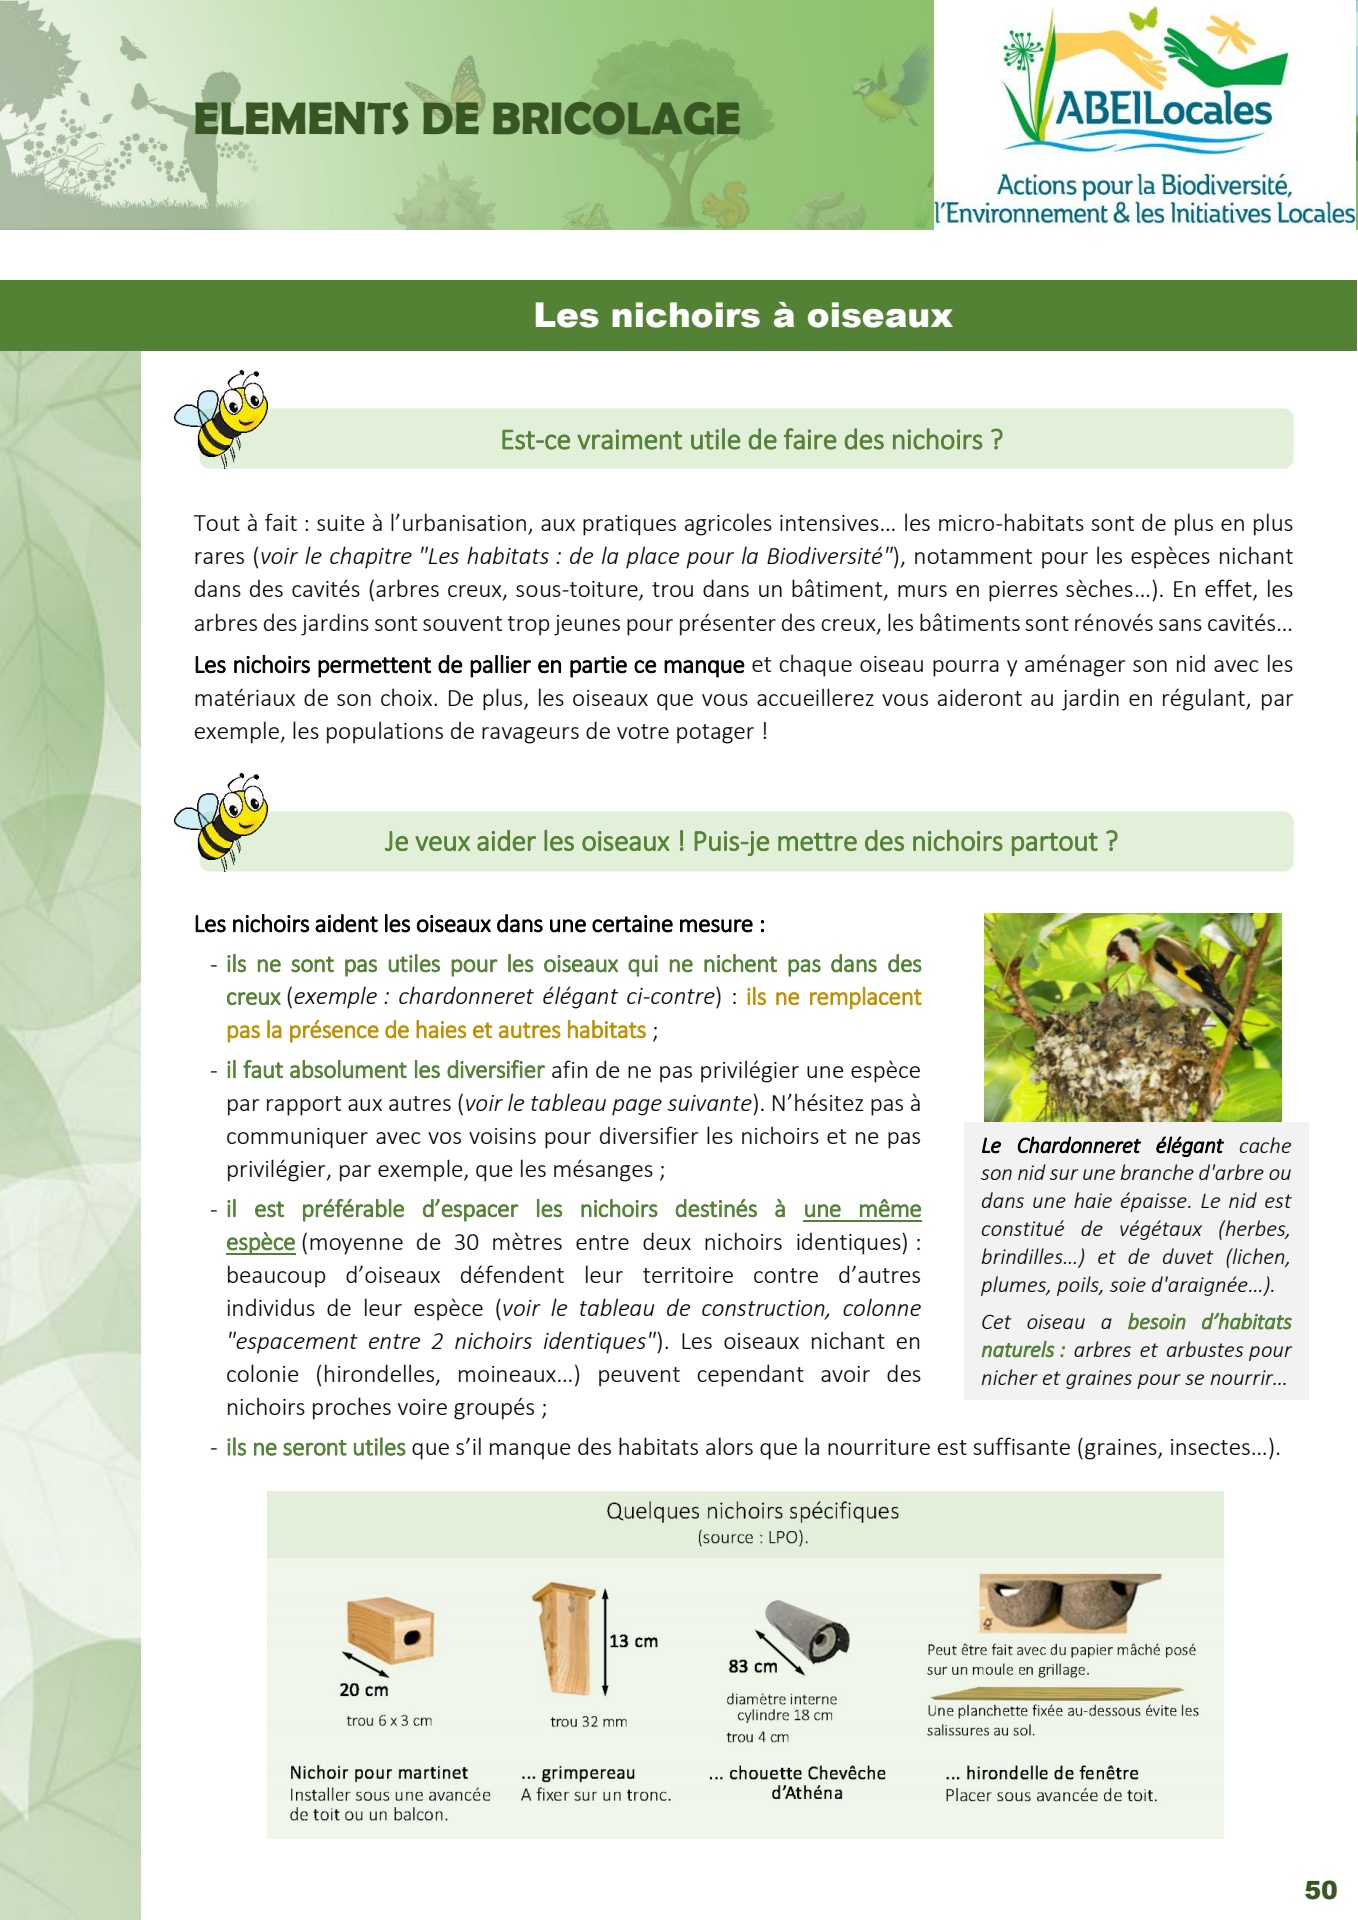 ELEMENTS DE BRICOLAGE
ABEILocales
Actions pour la Biodiversité,
l'Environnement & les Initiatives Locales
Les nichoirs à oiseaux
Est-ce vraiment utile de faire des nichoirs ?
Tout à fait : suite à l’urbanisation, aux pratiques agricoles intensives… les micro-habitats sont de plus en plus
rares (voir le chapitre "Les habitats : de la place pour la Biodiversité"), notamment pour les espèces nichant
dans des cavités (arbres creux, sous-toiture, trou dans un bâtiment, murs en pierres sèches…). En effet, les
arbres des jardins sont souvent trop jeunes pour présenter des creux, les bâtiments sont rénovés sans cavités…
Les nichoirs permettent de pallier en partie ce manque et chaque oiseau pourra y aménager son nid avec les
matériaux de son choix. De plus, les oiseaux que vous accueillerez vous aideront au jardin en régulant, par
exemple, les populations de ravageurs de votre potager !
Je veux aider les oiseaux ! Puis-je mettre des nichoirs partout ?
Les nichoirs aident les oiseaux dans une certaine mesure :
- ils ne sont pas utiles pour les oiseaux qui ne nichent pas dans des
creux (exemple : chardonneret élégant ci-contre) : ils ne remplacent
pas la présence de haies et autres habitats ;
- il faut absolument les diversifier afin de ne pas privilégier une espèce
par rapport aux autres (voir le tableau page suivante). N’hésitez pas à
communiquer avec vos voisins pour diversifier les nichoirs et ne pas
privilégier, par exemple, que les mésanges ;
- il est préférable d’espacer les nichoirs destinés à une même
espèce (moyenne de 30 mètres entre deux nichoirs identiques) :
beaucoup d’oiseaux défendent leur territoire contre d’autres
individus de leur espèce (voir le tableau de construction, colonne
"espacement entre 2 nichoirs identiques"). Les oiseaux nichant en
colonie (hirondelles, moineaux…) peuvent cependant avoir des
nichoirs proches voire groupés ;
- ils ne seront utiles que s’il manque des habitats alors que la nourriture est suffisante (graines, insectes…).
Le Chardonneret élégant cache
son nid sur une branche d'arbre ou
dans une haie épaisse. Le nid est
constitué de végétaux (herbes,
brindilles…) et de duvet (lichen,
plumes, poils, soie d'araignée…).
Cet oiseau a besoin d’habitats
naturels : arbres et arbustes pour
nicher et graines pour se nourrir…
Quelques nichoirs spécifiques
(source : LPO).
20 cm
trou 6 x 3 cm
Nichoir pour martinet
Installer sous une avancée
de toit ou un balcon.
13 cm
trou 32 mm
... grimpereau
A fixer sur un tronc.
83 cm
diamètre interne
cylindre 18 cm
trou 4 cm
... chouette Chevêche
d’Athéna
Peut être fait avec du papier mâché posé
sur un moule en grillage.
Une planchette fixée au-dessous évite les
salissures au sol.
... hirondelle de fenêtre
Placer sous avancée de toit.
50